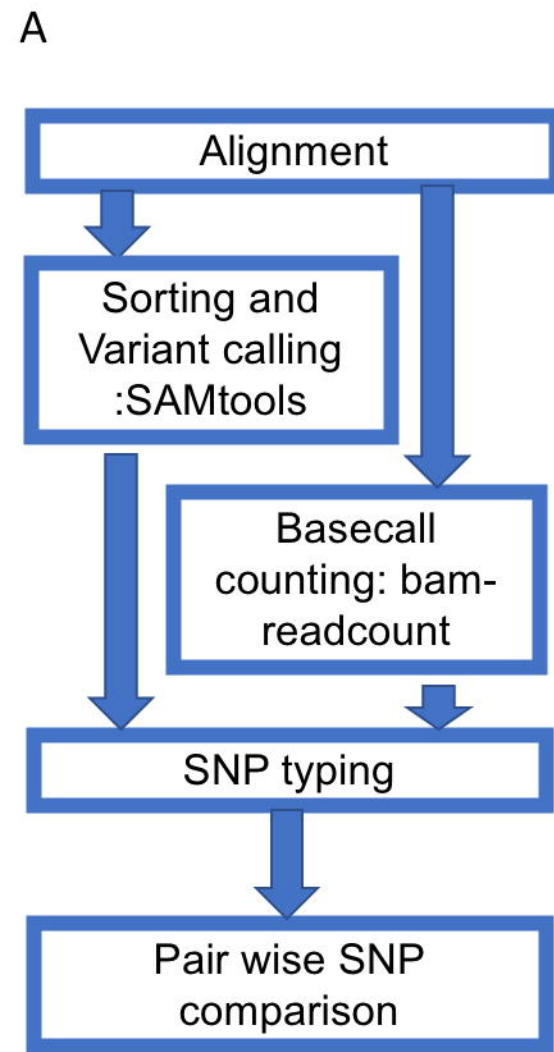 A
Alignment
Sorting and
Variant calling
:SAMtools
Basecall
counting: bam-
readcount
SNP typing
Pair wise SNP
comparison